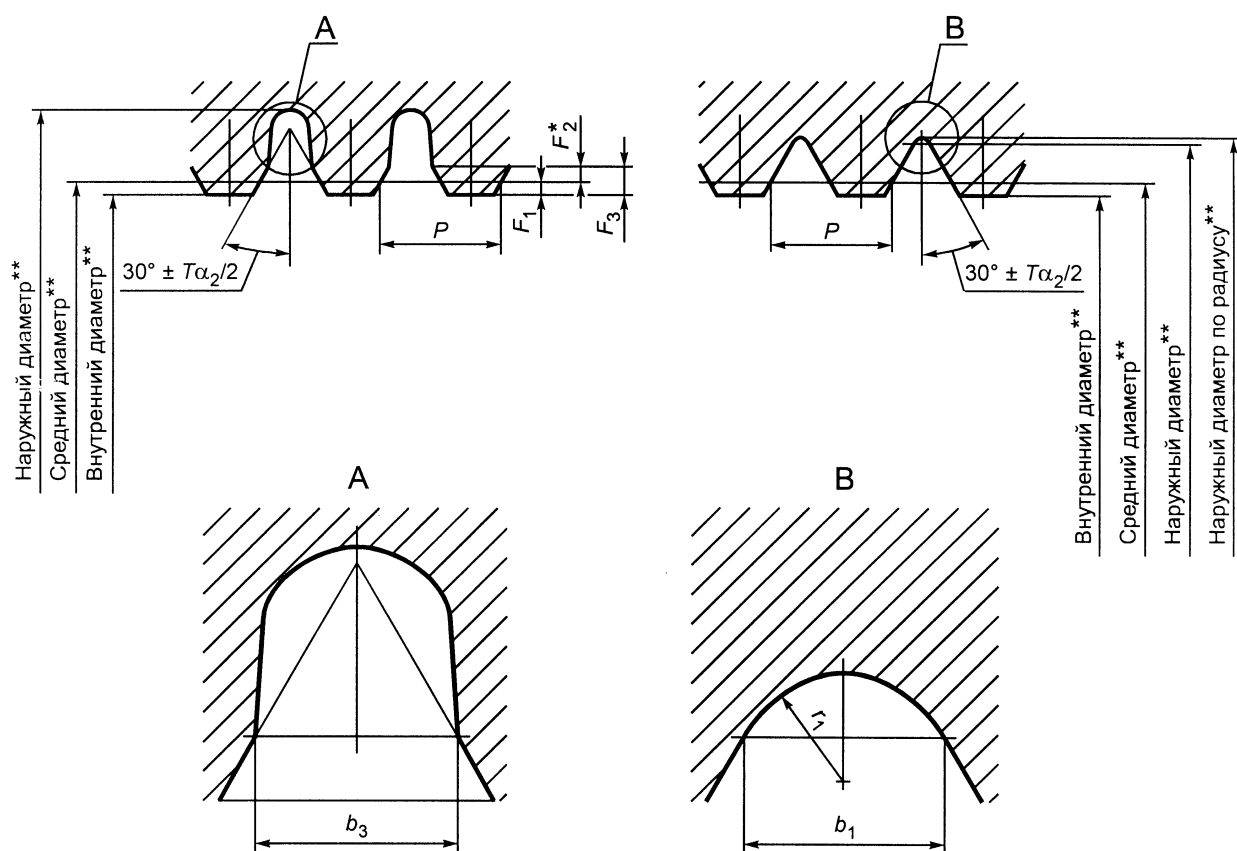 A
B
F₂*
F₁
F₃
P
P
30° ± Tα₂/2
30° ± Tα₂/2
Наружный диаметр**
Средний диаметр**
Внутренний диаметр**
Внутренний диаметр**
Средний диаметр**
Наружный диаметр**
Наружный диаметр по радиусу**
A
B
r₁
b₃
b₁